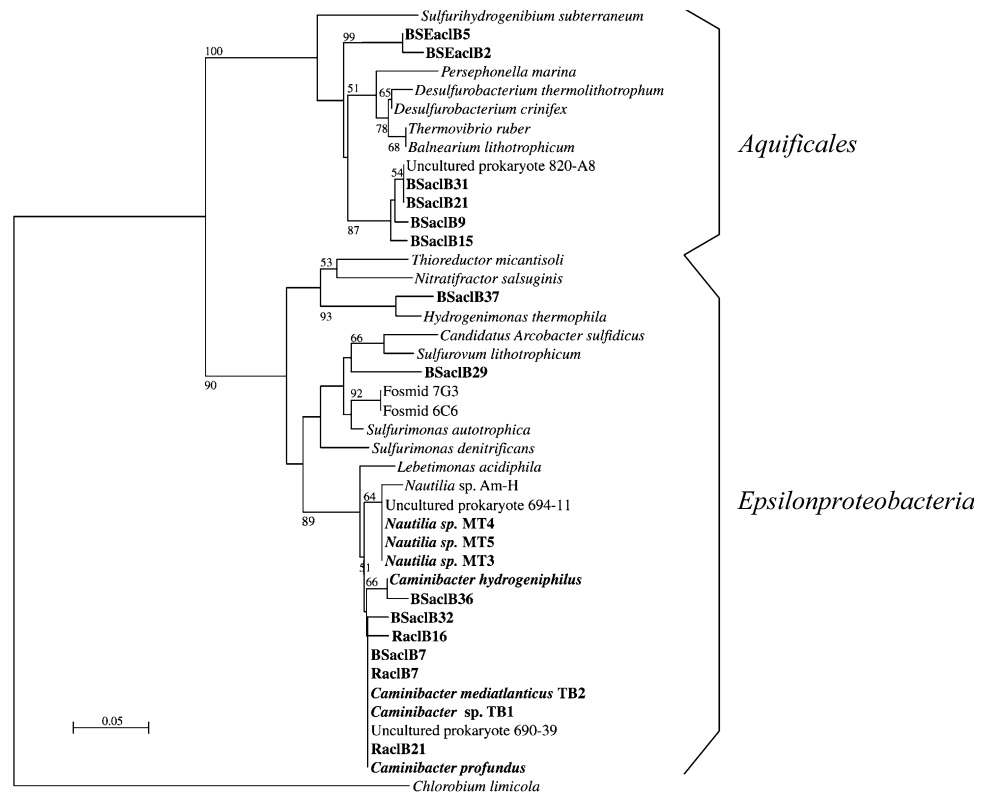 Sulfurihydrogenibium subterraneum
99
BSEaclB5
100
BSEaclB2
Persephonella marina
51
65
Desulfurobacterium thermolithotrophum
Desulfurobacterium crinifex
78
Thermovibrio ruber
Aquificales
68
Balnearium lithotrophicum
Uncultured prokaryote 820-A8
54
BSaclB31
BSaclB21
BSaclB9
87
BSaclB15
Thioreductor micantisoli
53
Nitratifractor salsuginis
BSaclB37
93
Hydrogenimonas thermophila
Candidatus Arcobacter sulfidicus
66
Sulfurovum lithotrophicum
BSaclB29
90
92
Fosmid 7G3
Fosmid 6C6
Sulfurimonas autotrophica
Sulfurimonas denitrificans
Lebetimonas acidiphila
Nautilia sp. Am-H
64
Uncultured prokaryote 694-11
Epsilonproteobacteria
89
Nautilia sp. MT4
Nautilia sp. MT5
Nautilia sp. MT3
51
66
Caminibacter hydrogeniphilus
BSaclB36
BSaclB32
RaclB16
BSaclB7
RaclB7
Caminibacter mediatlanticus TB2
Caminibacter sp. TB1
0.05
Uncultured prokaryote 690-39
RaclB21
Caminibacter profundus
Chlorobium limicola